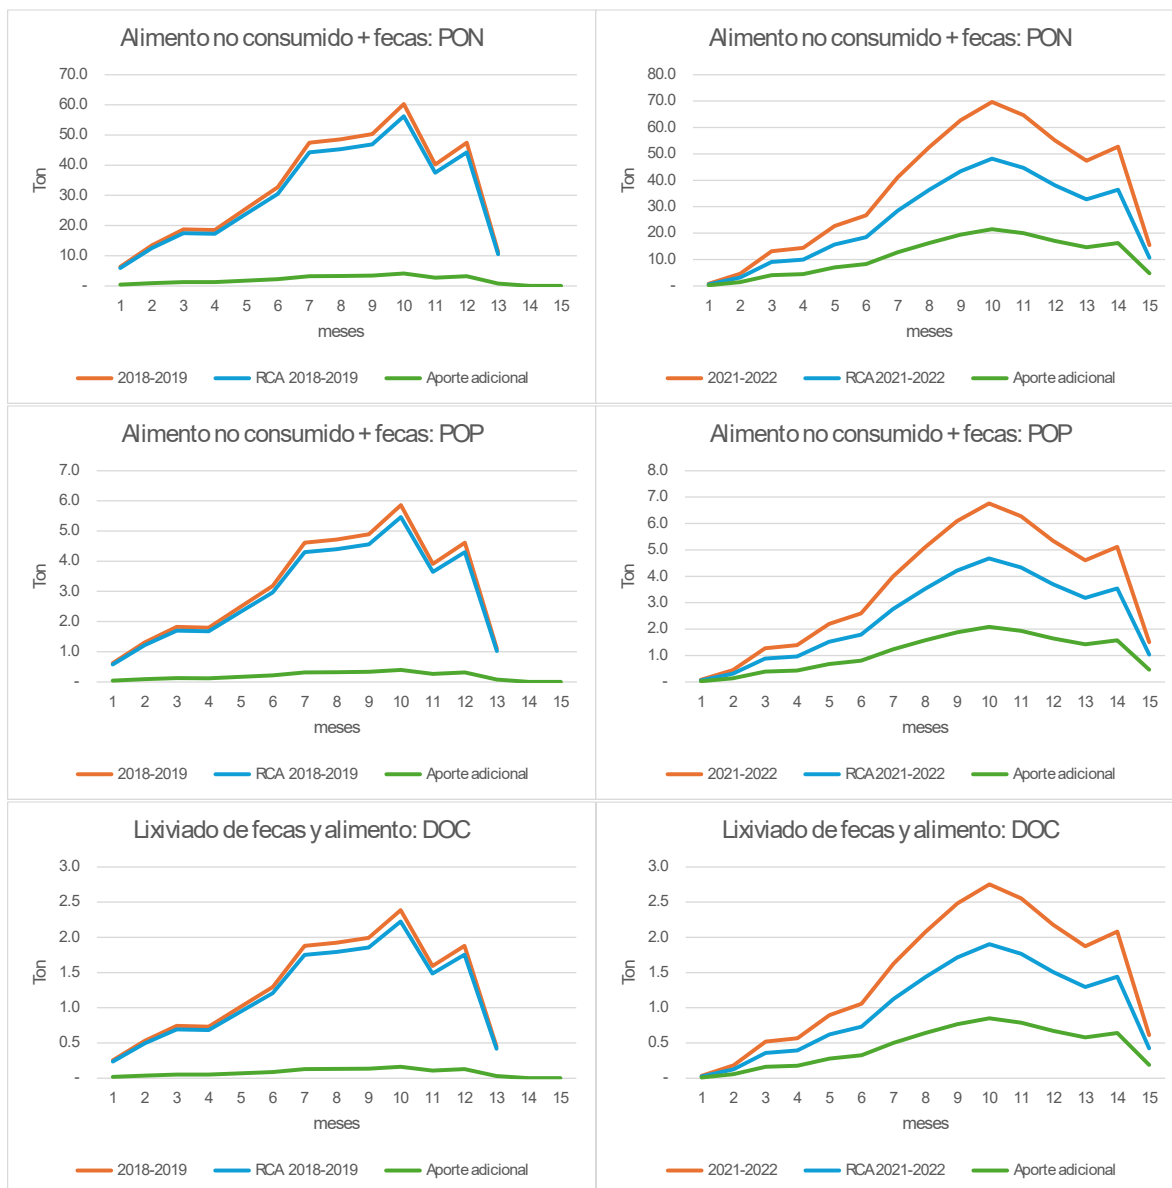 Alimento no consumido + fecas: PON
70.0
60.0
50.0
40.0
30.0
20.0
10.0
-
Ton
1 2 3 4 5 6 7 8 9 10 11 12 13 14 15
meses
2018-2019 RCA 2018-2019 Aporte adicional
Alimento no consumido + fecas: PON
80.0
70.0
60.0
50.0
40.0
30.0
20.0
10.0
-
Ton
1 2 3 4 5 6 7 8 9 10 11 12 13 14 15
meses
2021-2022 RCA 2021-2022 Aporte adicional
Alimento no consumido + fecas: POP
7.0
6.0
5.0
4.0
3.0
2.0
1.0
-
Ton
1 2 3 4 5 6 7 8 9 10 11 12 13 14 15
meses
2018-2019 RCA 2018-2019 Aporte adicional
Alimento no consumido + fecas: POP
8.0
7.0
6.0
5.0
4.0
3.0
2.0
1.0
-
Ton
1 2 3 4 5 6 7 8 9 10 11 12 13 14 15
meses
2021-2022 RCA 2021-2022 Aporte adicional
Lixiviado de fecas y alimento: DOC
3.0
2.5
2.0
1.5
1.0
0.5
-
Ton
1 2 3 4 5 6 7 8 9 10 11 12 13 14 15
meses
2018-2019 RCA 2018-2019 Aporte adicional
Lixiviado de fecas y alimento: DOC
3.0
2.5
2.0
1.5
1.0
0.5
-
Ton
1 2 3 4 5 6 7 8 9 10 11 12 13 14 15
meses
2021-2022 RCA 2021-2022 Aporte adicional